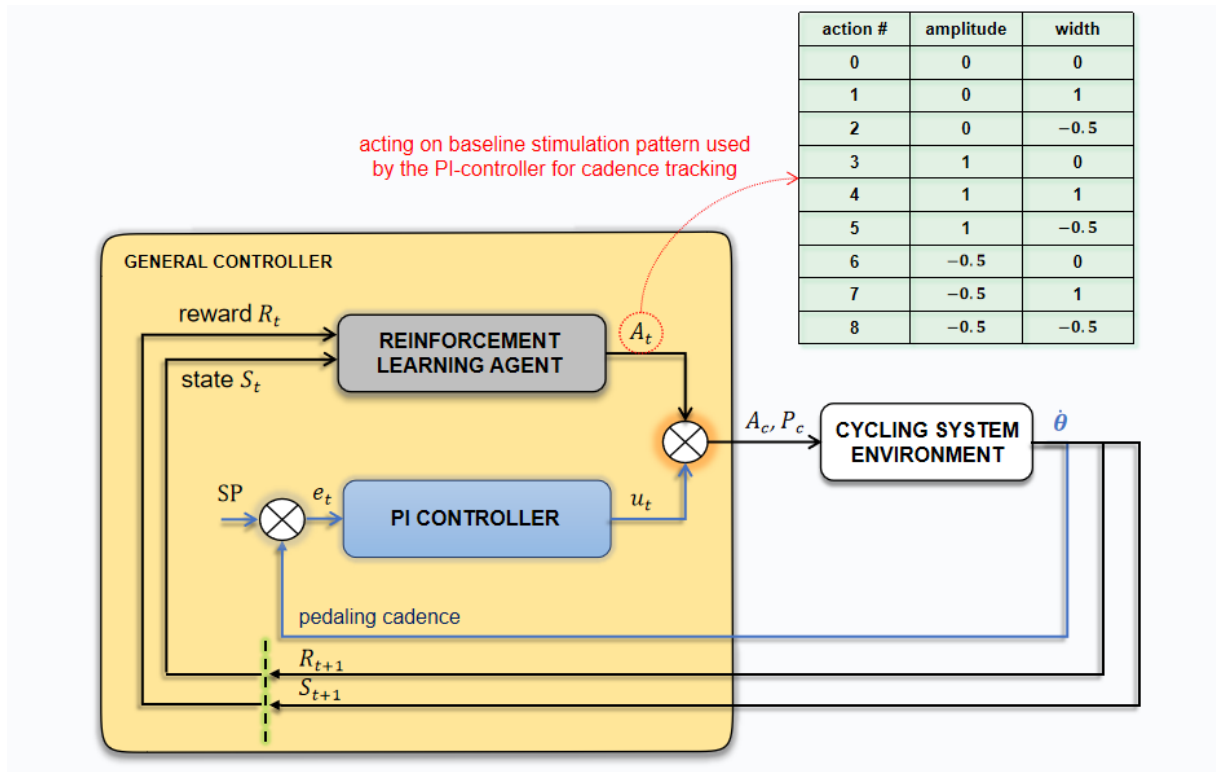 action # amplitude width
0 0 0
1 0 1
2 0 −0.5
3 1 0
4 1 1
5 1 −0.5
6 −0.5 0
7 −0.5 1
8 −0.5 −0.5
acting on baseline stimulation pattern used
by the PI-controller for cadence tracking
GENERAL CONTROLLER
reward R_t
state S_t
REINFORCEMENT
LEARNING AGENT
A_t
A_c, P_c
CYCLING SYSTEM
ENVIRONMENT
θ̇
SP
e_t
PI CONTROLLER
u_t
pedaling cadence
R_{t+1}
S_{t+1}